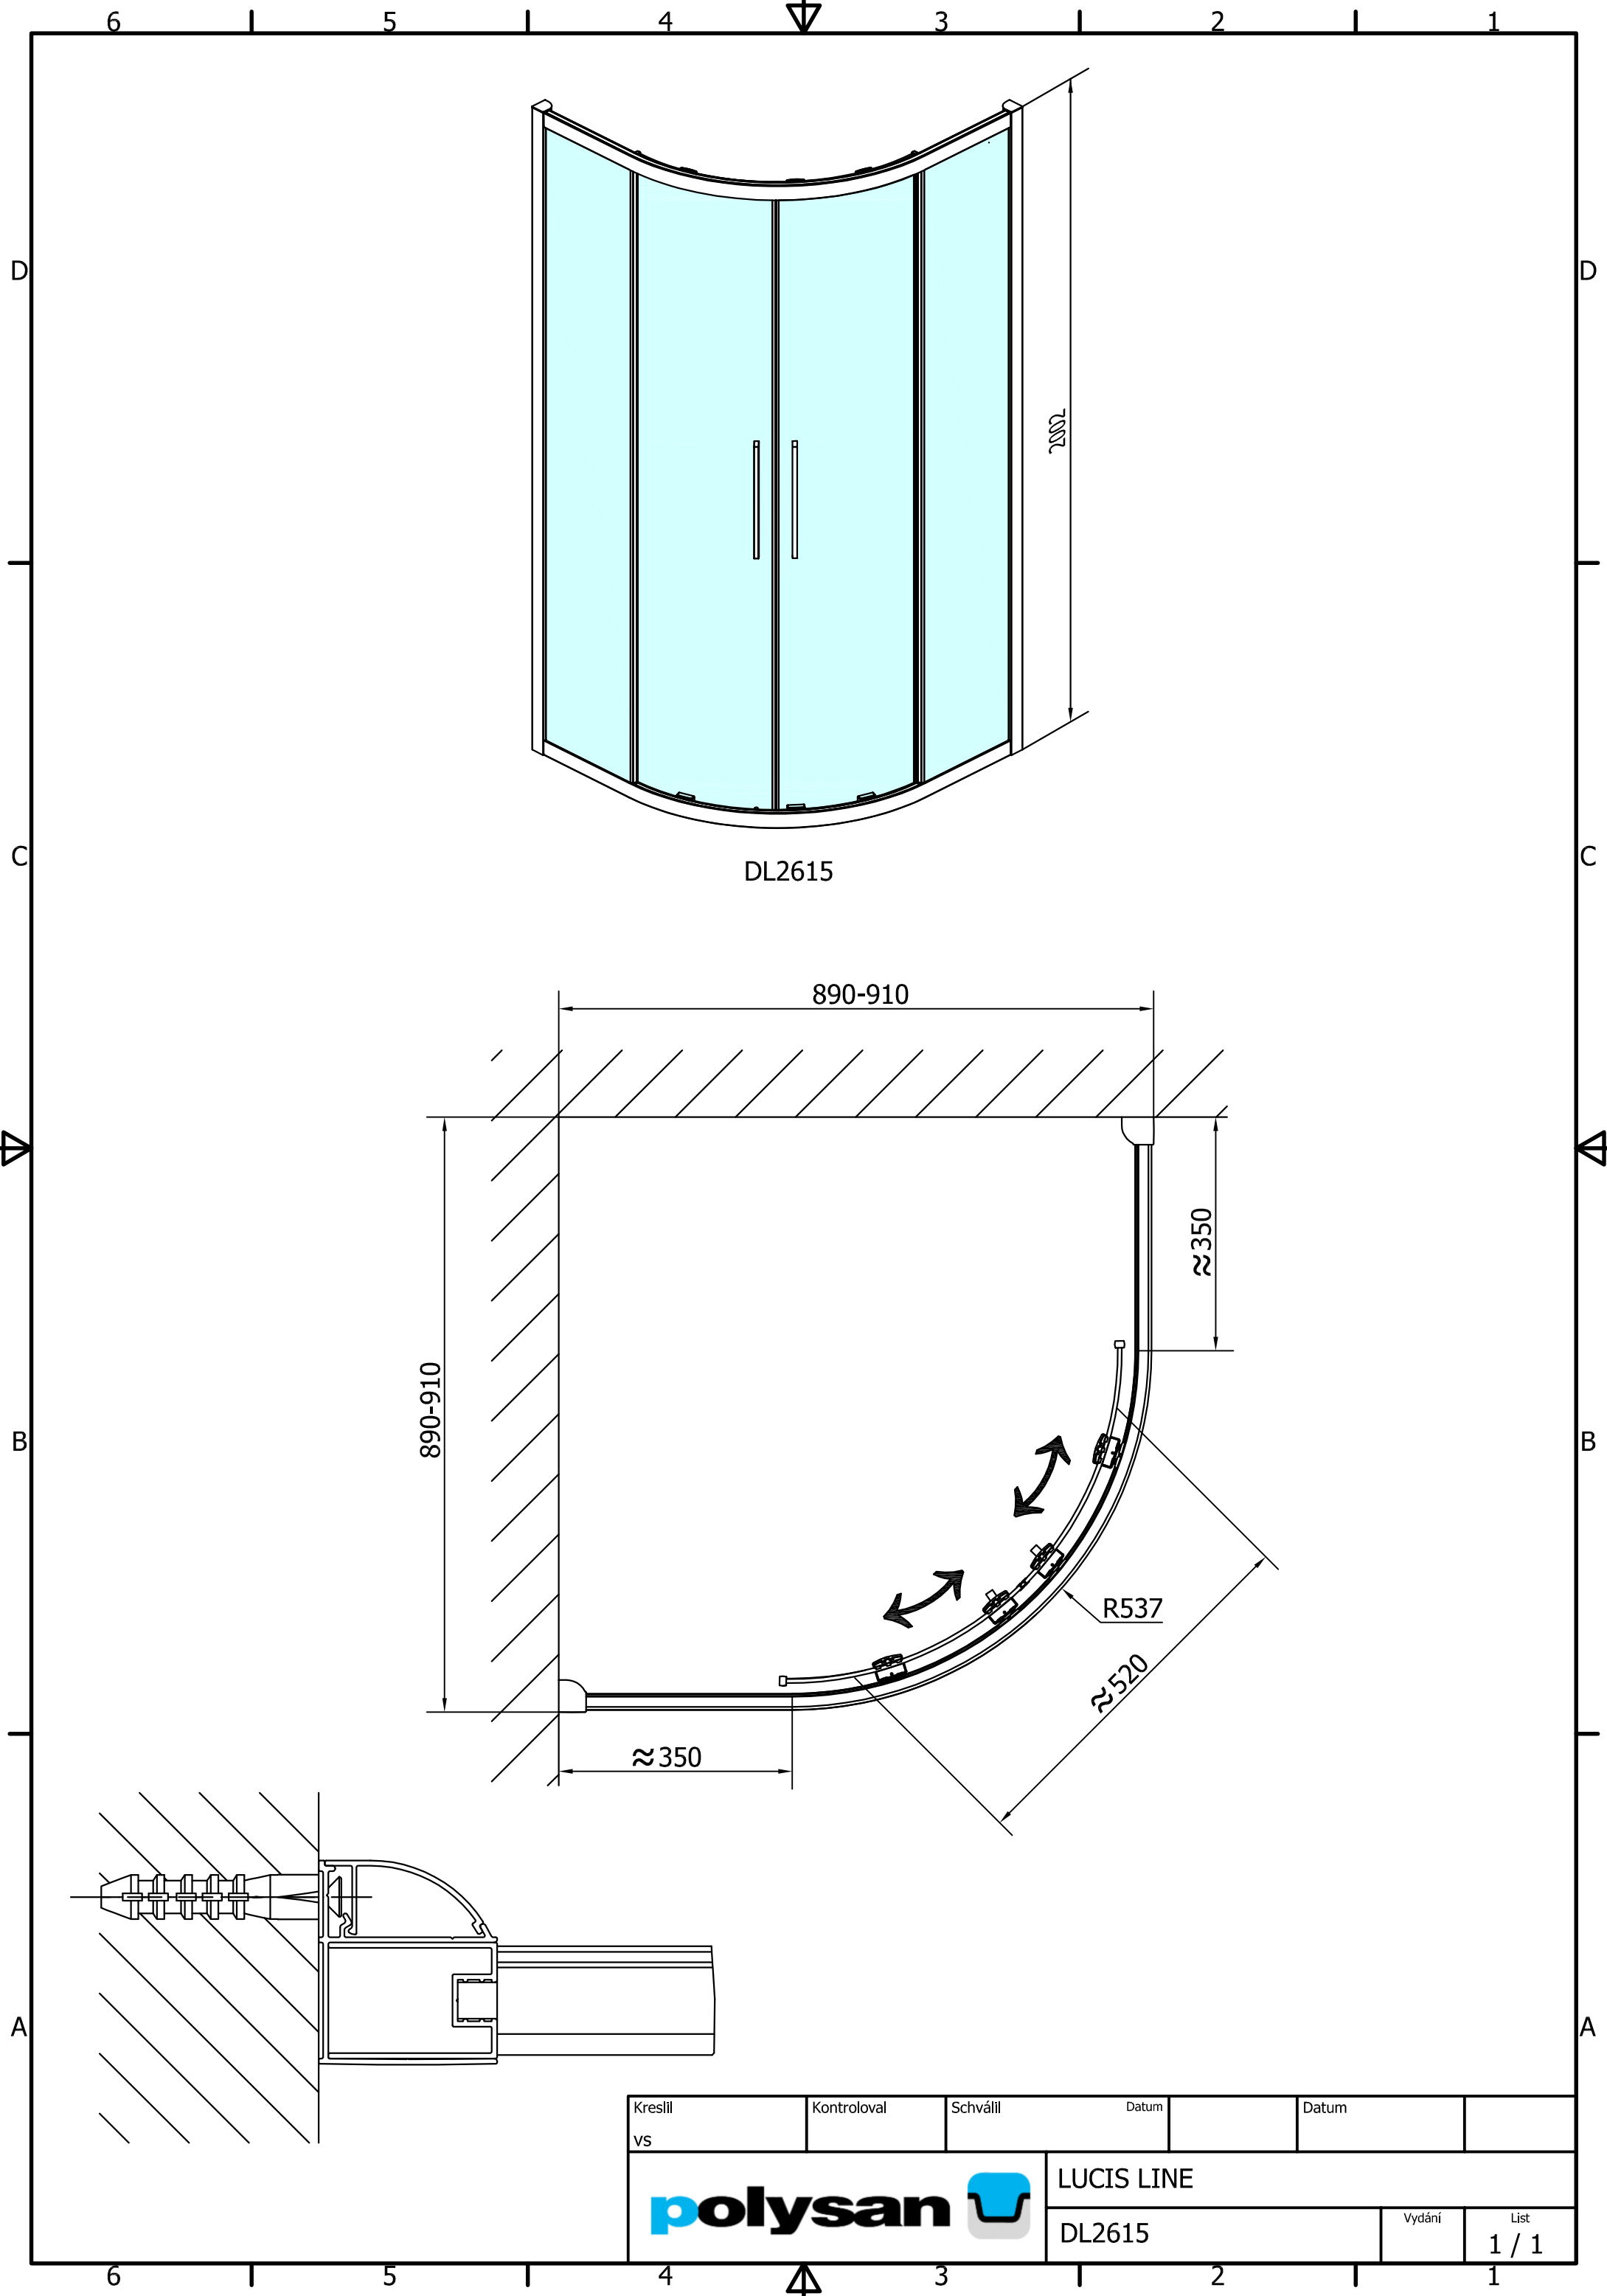 6 5 4 3 2 1
D D
2002
C C
DL2615
890-910
≈350
890-910
B B
R537
≈520
≈350
A A
Kreslil Kontroloval Schválil Datum Datum
vs
polysan
LUCIS LINE
DL2615
Vydání List
1 / 1
6 5 4 3 2 1